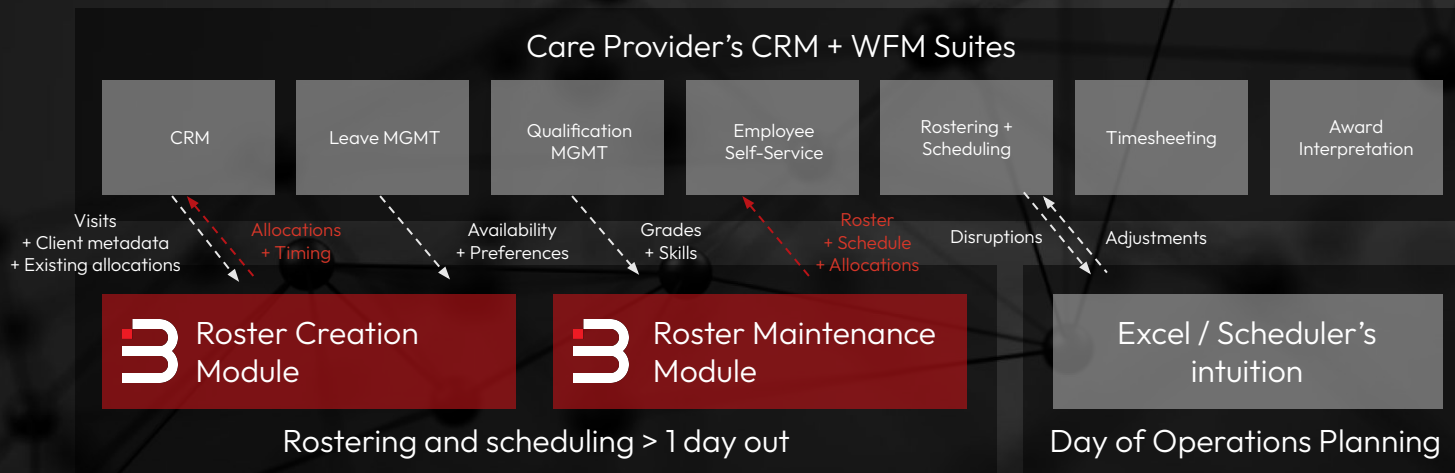 Care Provider's CRM + WFM Suites
CRM
Leave MGMT
Qualification
MGMT
Employee
Self-Service
Rostering +
Scheduling
Timesheeting
Award
Interpretation
Visits
+ Client metadata
+ Existing allocations
Allocations
+ Timing
Availability
+ Preferences
Grades
+ Skills
Roster
+ Schedule
+ Allocations
Disruptions
Adjustments
Roster Creation
Module
Roster Maintenance
Module
Excel / Scheduler's
intuition
Rostering and scheduling > 1 day out
Day of Operations Planning